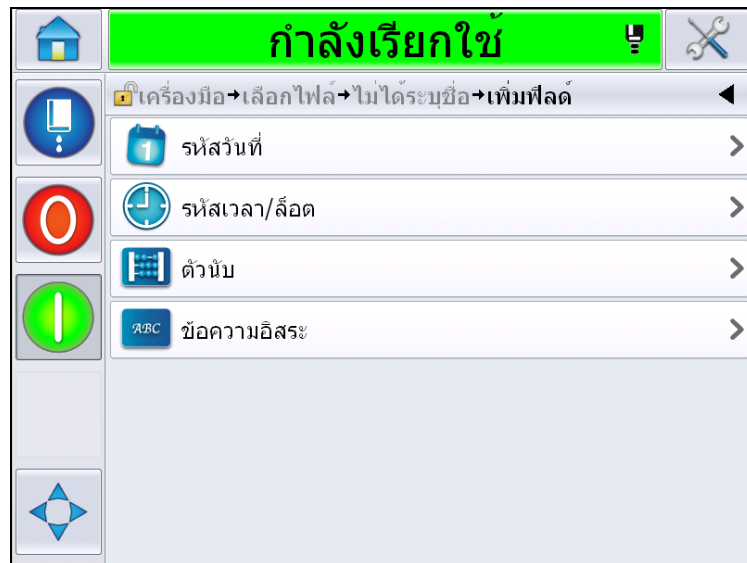 กำลังเรียกใช้
เครื่องมือ→เลือกไฟล์→ไม่ได้ระบุชื่อ→เพิ่มฟิลด์
1 รหัสวันที่
รหัสเวลา/ล็อต
ตัวนับ
ABC ข้อความอิสระ